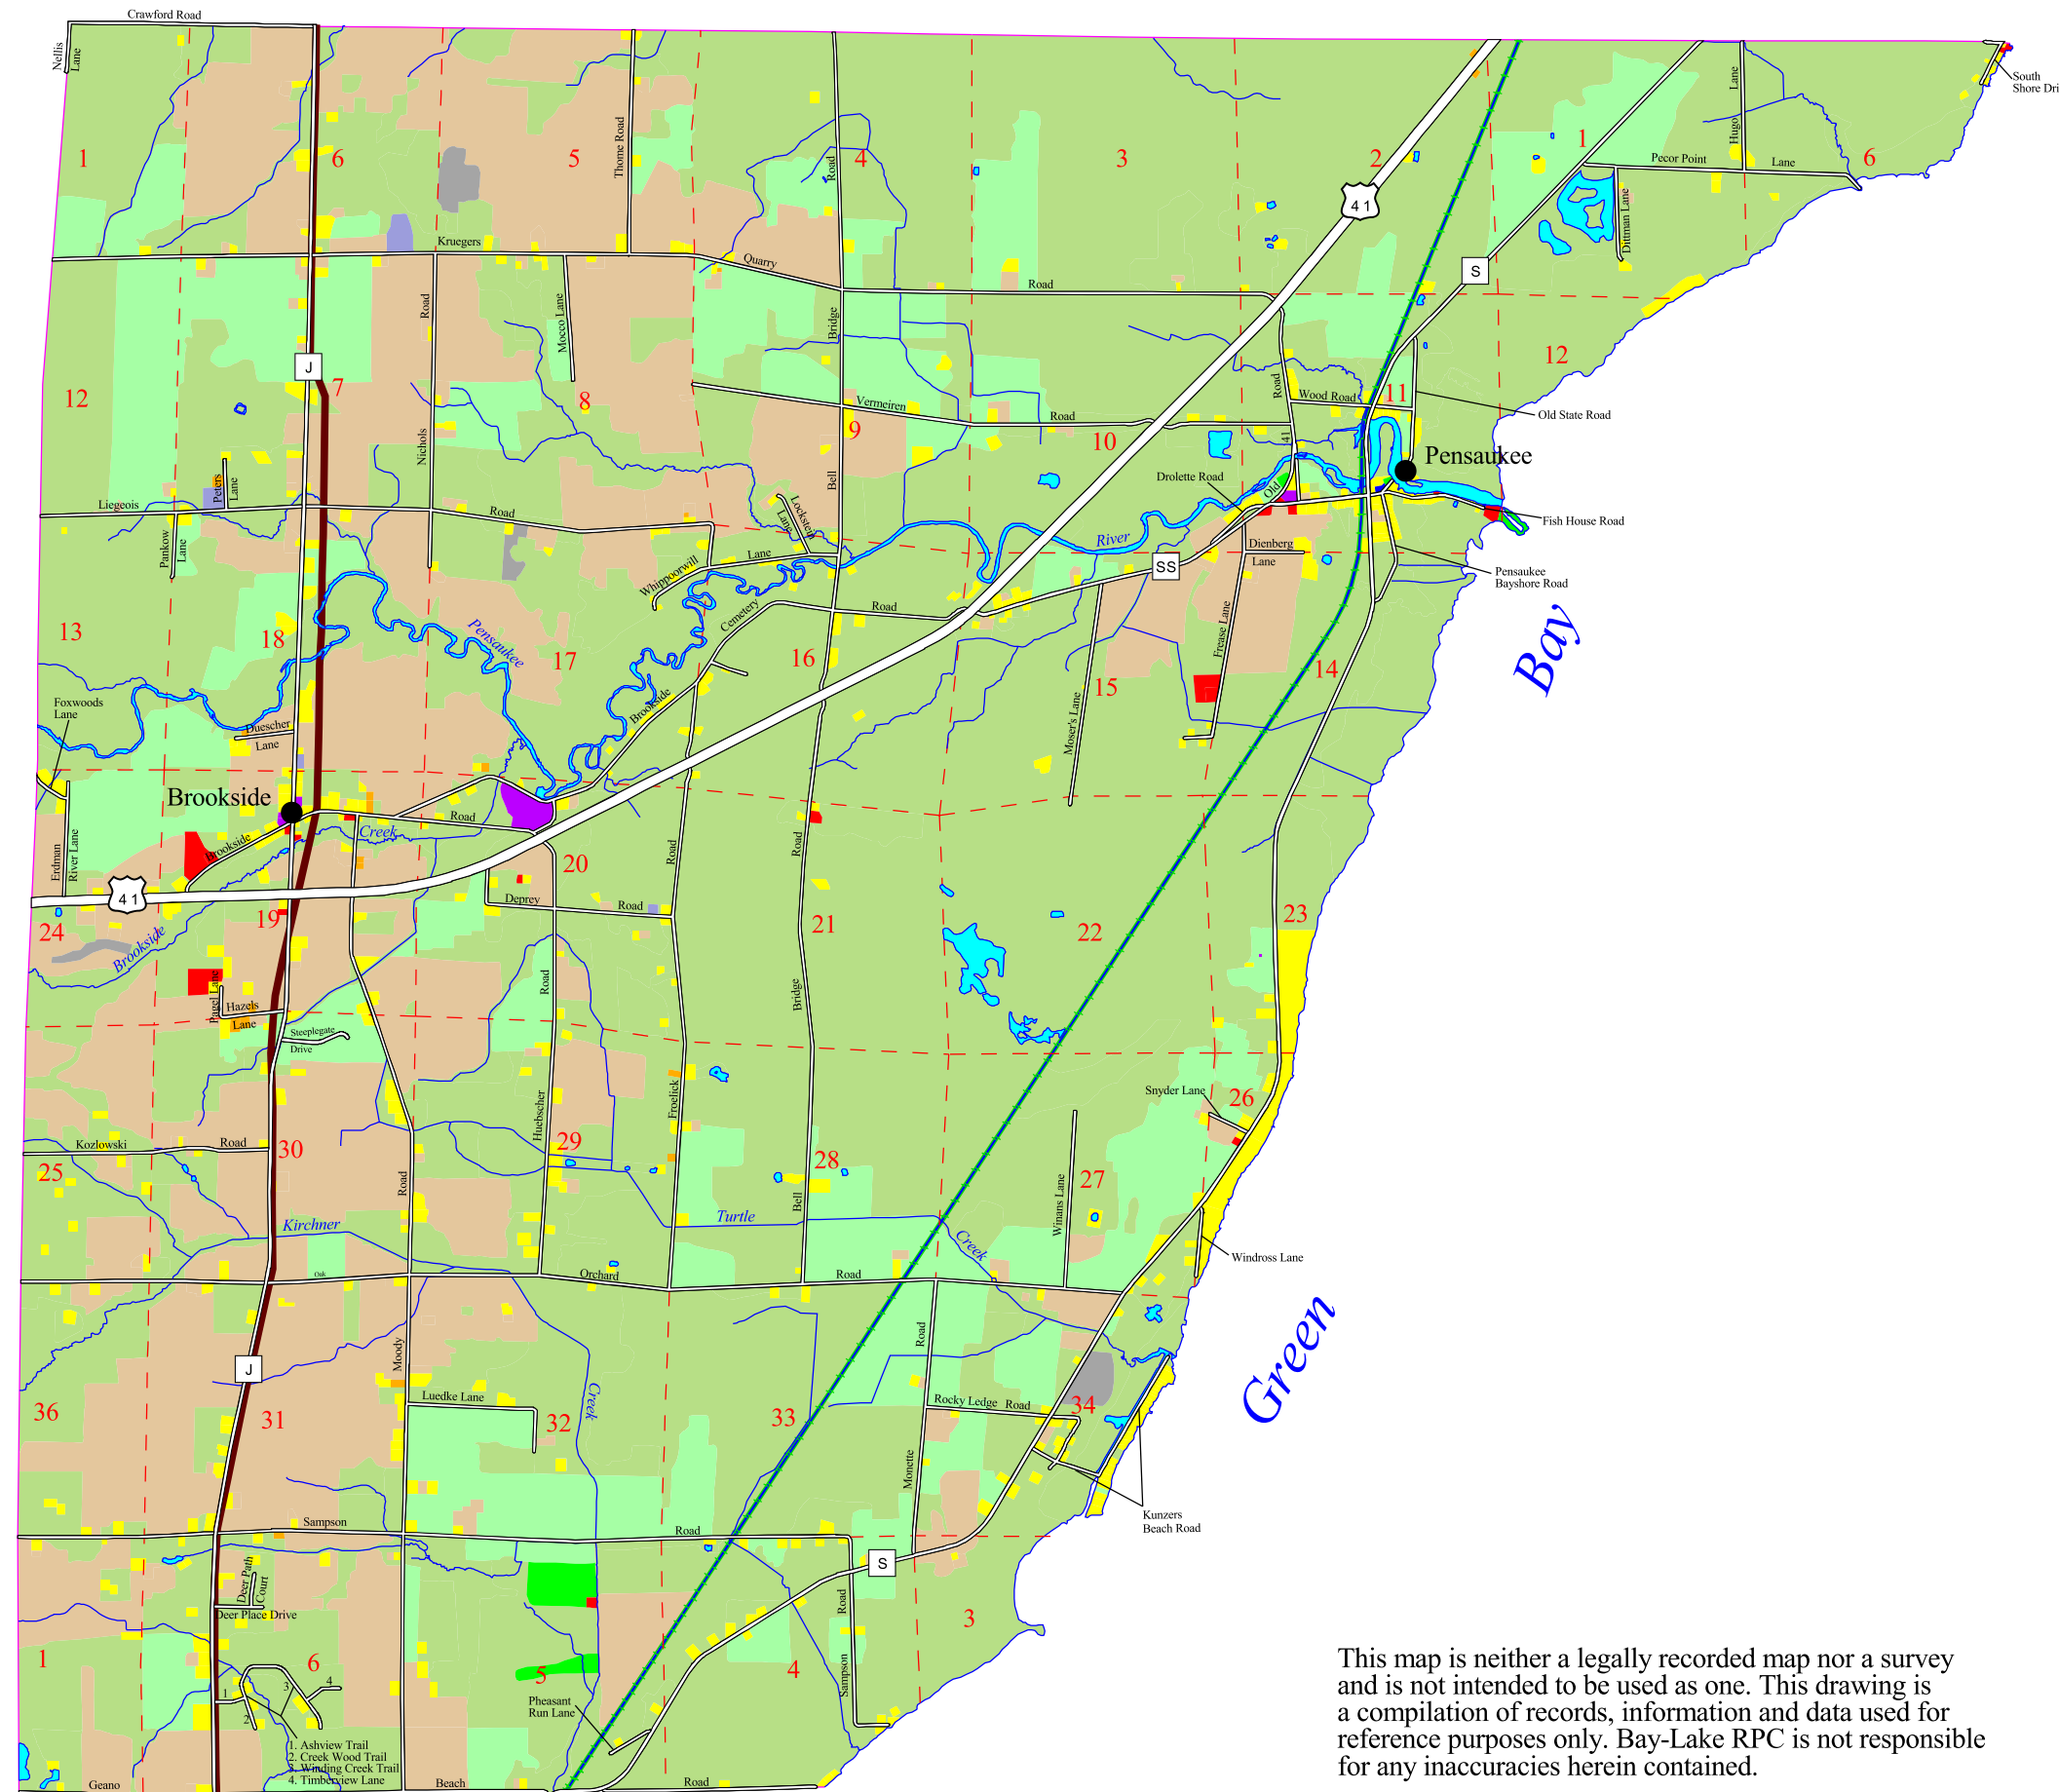 Crawford Road
Nellis
Lane
South
Shore Dri
1
6
5
Thorne Road
4
Road
3
2
1
Hugo
Lane
Pecor Point
Lane
6
41
Dittman Lane
S
Kruegers
Quarry
Road
Road
Mocco Lane
Bridge
J
7
12
8
Nichols
9
Vermeiren
Road
10
Road
Wood Road
11
12
Old State Road
41
Pensaukee
Bell
Peters
Lane
Liegeois
Road
Lockstein
Lane
Drolette Road
Old
Fish House Road
Pankow
Lane
Whippoorwill
Lane
River
SS
Dienberg
Lane
Pensaukee
Bayshore Road
Bay
13
18
Pensaukee
17
Cemetery
Road
16
Frease Lane
14
15
Moser's Lane
Foxwoods
Lane
Duescher
Lane
Brookside
Brookside
Road
Creek
Brookside
Erdman
River Lane
41
20
Road
Road
Deprey
Road
24
19
21
22
23
Brookside
Pagel Lane
Hazels
Lane
Road
Bridge
Steeplegate
Drive
Snyder Lane
26
Froelick
Huebscher
Kozlowski
Road
30
29
28
27
25
Road
Bell
Winans Lane
Kirchner
Turtle
Creek
Windross Lane
Oak
Orchard
Road
Green
Road
J
Moody
Luedke Lane
Creek
Rocky Ledge Road
34
36
31
32
33
Monette
Kunzers
Beach Road
Sampson
Road
S
Deer Path
Court
Deer Place Drive
Road
3
1
6
5
4
Sampson
1
2
3
4
Pheasant
Run Lane
1. Ashview Trail
2. Creek Wood Trail
3. Winding Creek Trail
4. Timberview Lane
Geano
Beach
Road
This map is neither a legally recorded map nor a survey
and is not intended to be used as one. This drawing is
a compilation of records, information and data used for
reference purposes only. Bay-Lake RPC is not responsible
for any inaccuracies herein contained.